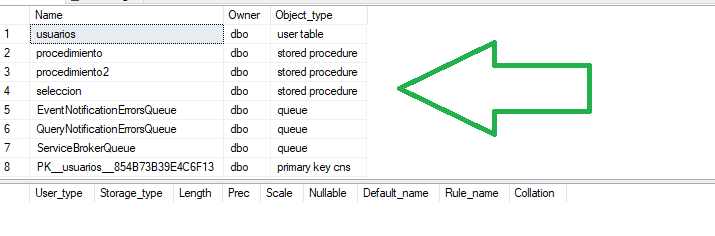 Name Owner Object_type
1 usuarios dbo user table
2 procedimiento dbo stored procedure
3 procedimiento2 dbo stored procedure
4 seleccion dbo stored procedure
5 EventNotificationErrorsQueue dbo queue
6 QueryNotificationErrorsQueue dbo queue
7 ServiceBrokerQueue dbo queue
8 PK__usuarios__854B73B39E4C6F13 dbo primary key cns
User_type Storage_type Length Prec Scale Nullable Default_name Rule_name Collation